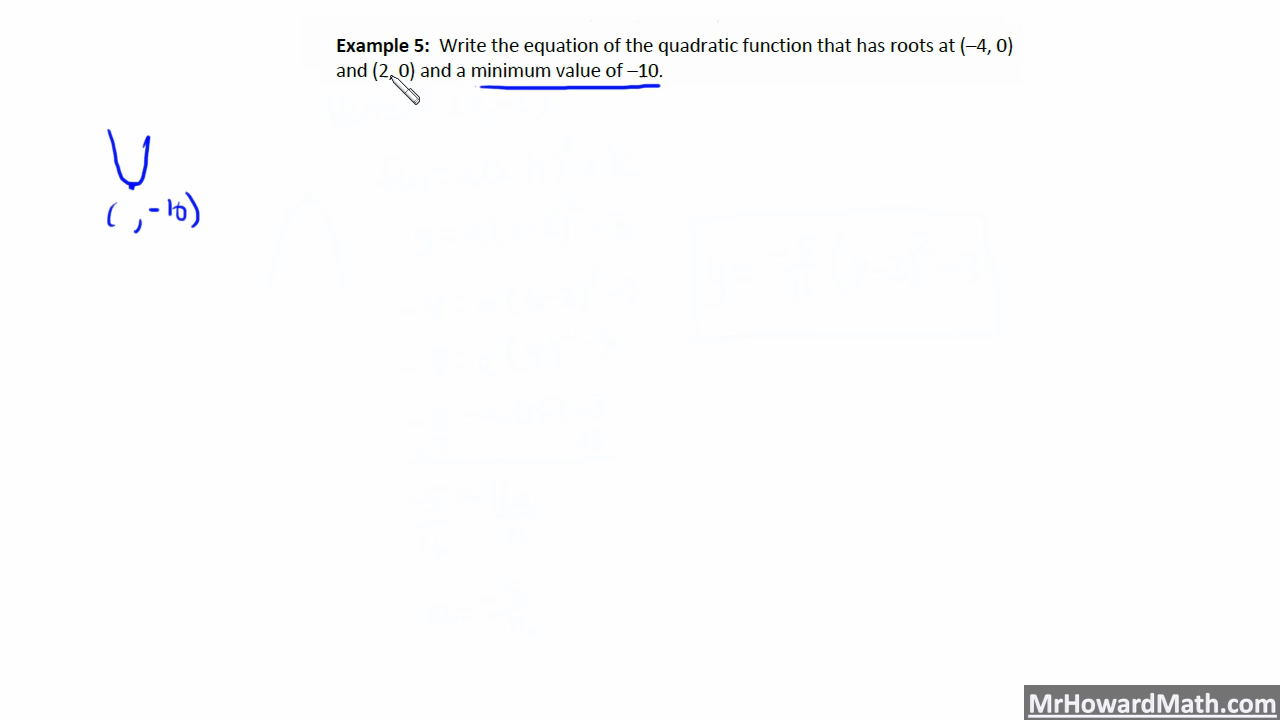 Example 5: Write the equation of the quadratic function that has roots at (–4, 0)
and (2, 0) and a minimum value of –10.
( , -10)
MrHowardMath.com